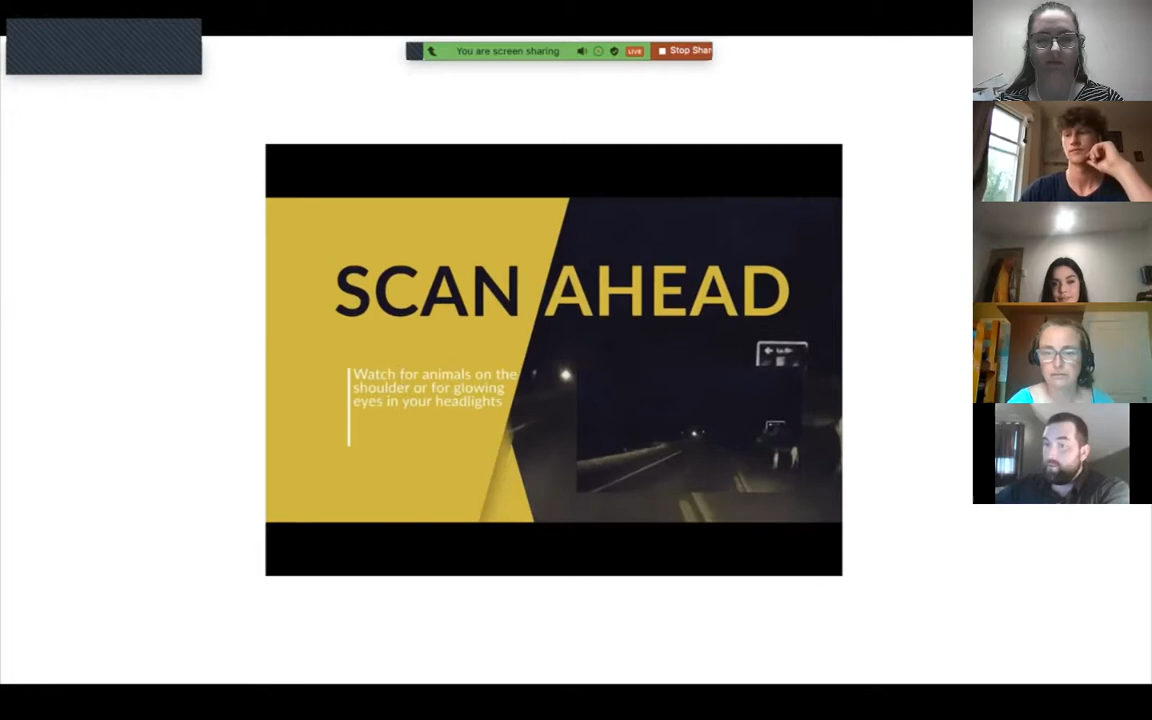 You are screen sharing
LIVE
Stop Shar
SCAN AHEAD
Watch for animals on the
shoulder or for glowing
eyes in your headlights